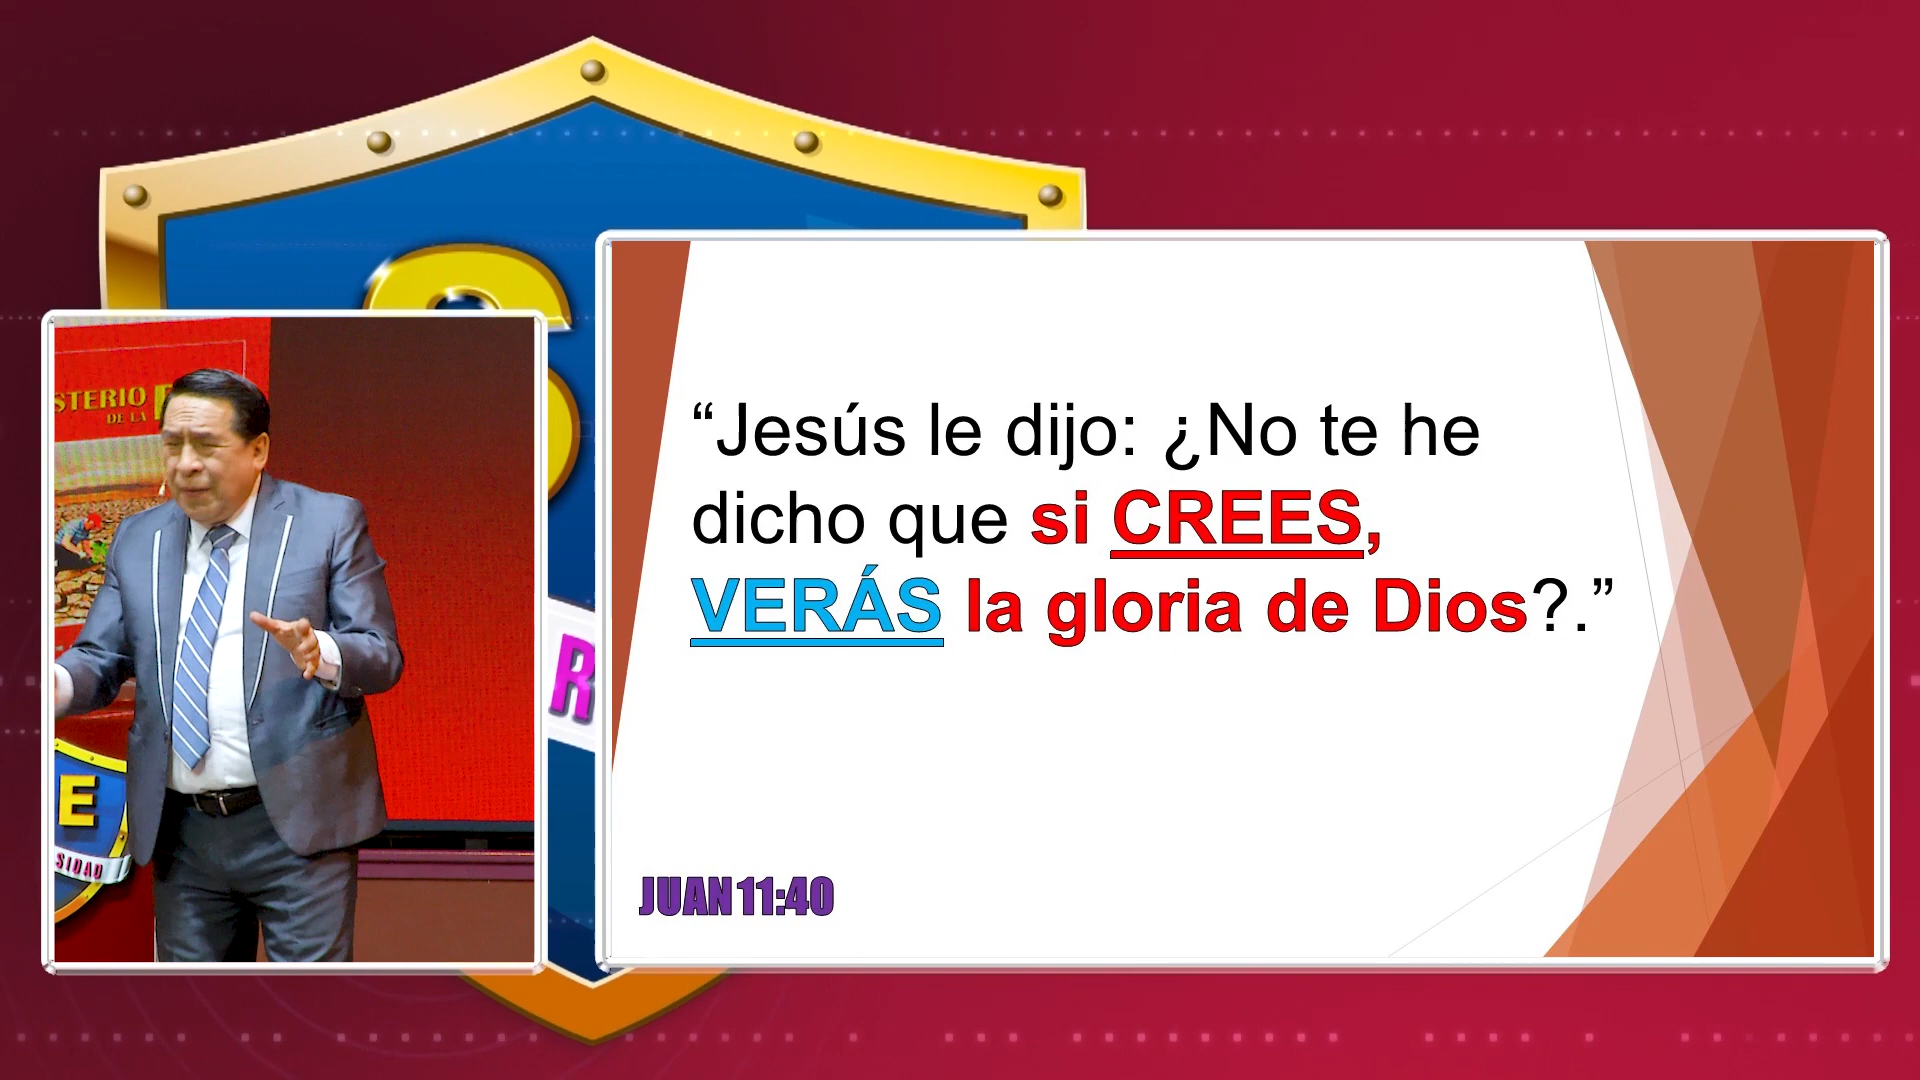 STERIO
DE LA
E
SIDAD
S
R
“Jesús le dijo: ¿No te he
dicho que si CREES,
VERÁS la gloria de Dios?.”
JUAN 11:40